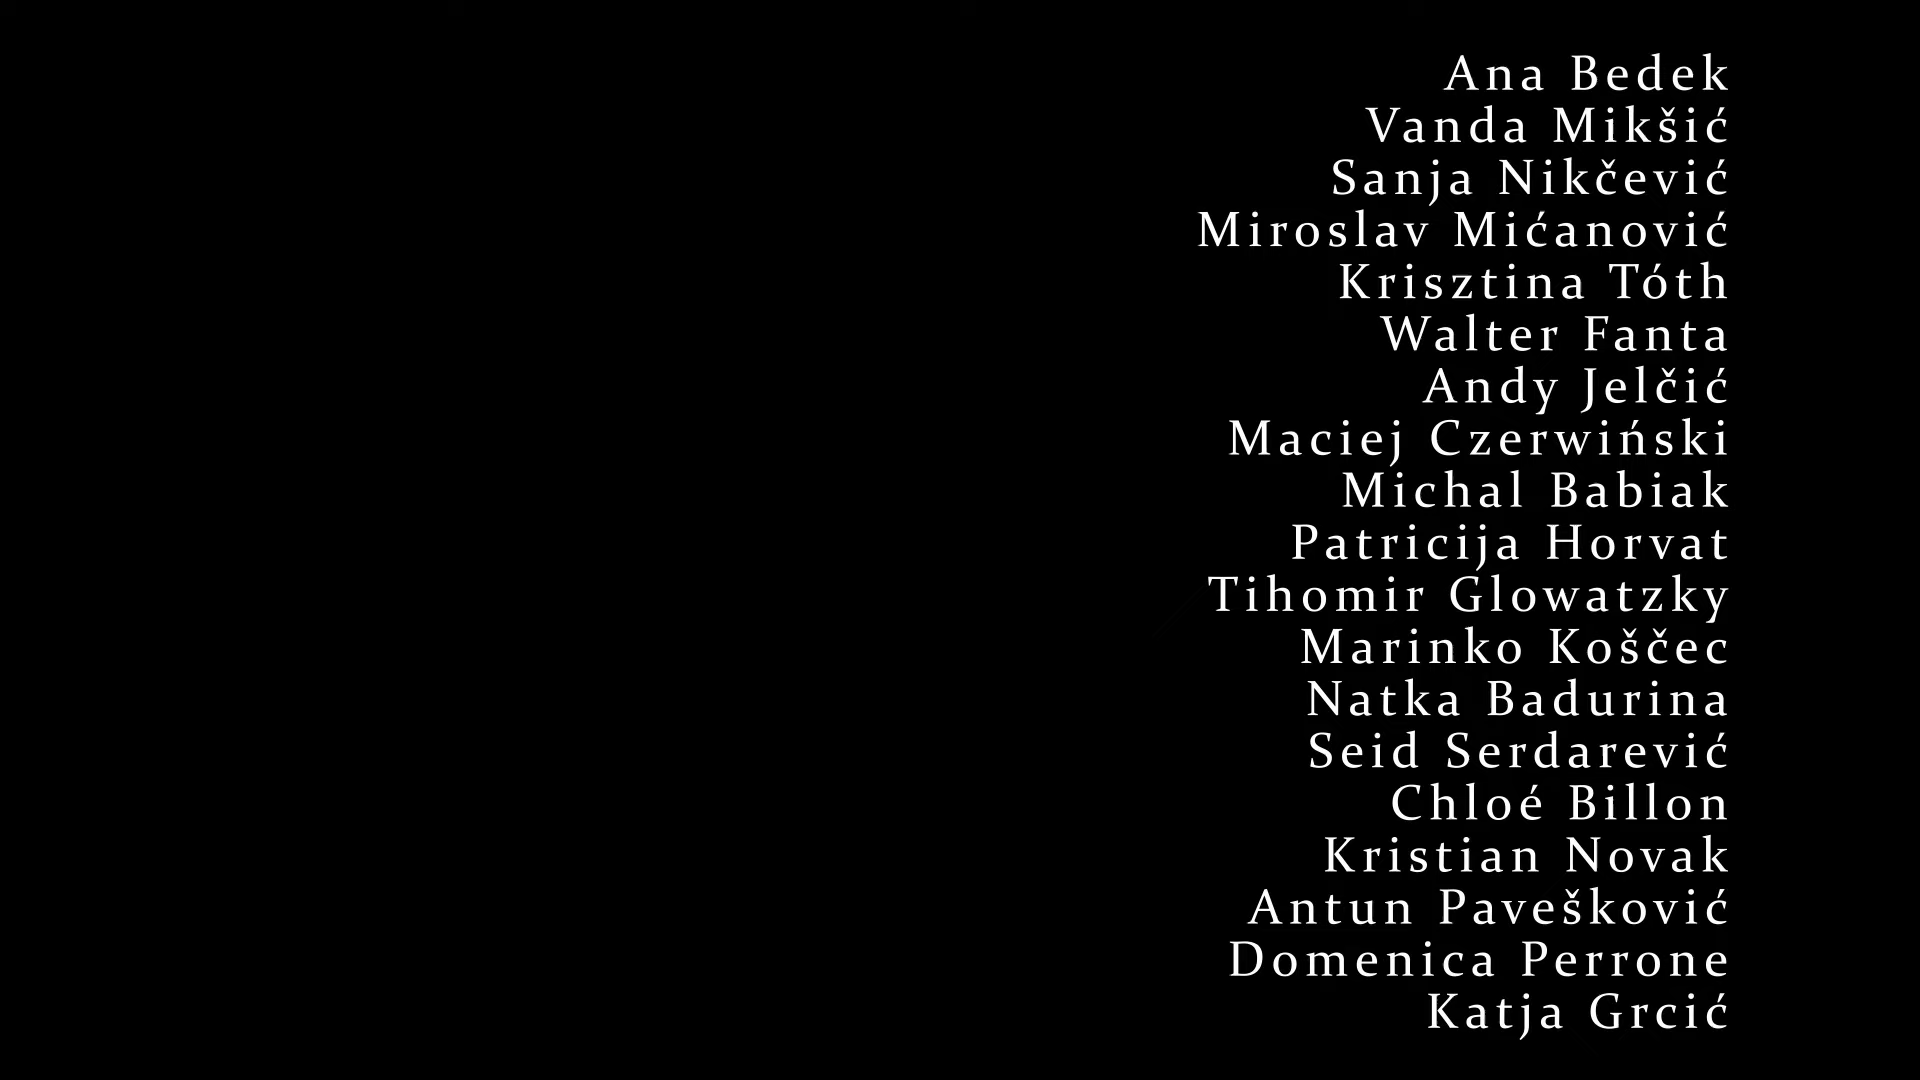 Ana Bedek
Vanda Mikšić
Sanja Nikčević
Miroslav Mićanović
Krisztina Tóth
Walter Fanta
Andy Jelčić
Maciej Czerwiński
Michal Babiak
Patricija Horvat
Tihomir Glowatzky
Marinko Koščec
Natka Badurina
Seid Serdarević
Chloé Billon
Kristian Novak
Antun Pavešković
Domenica Perrone
Katja Grcić